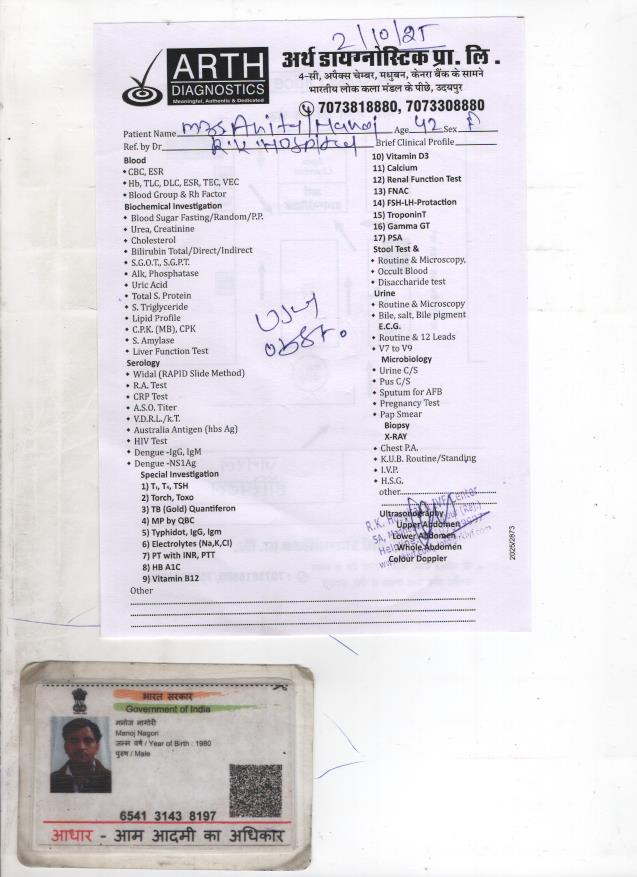 2/10/25
ARTH
DIAGNOSTICS
Meaningful, Authentic & Dedicated
अर्थ डायग्नोस्टिक प्रा. लि.
4-सी, अपैक्स चेम्बर, मधुबन, केनरा बैंक के सामने
भारतीय लोक कला मंडल के पीछे, उदयपुर
7073818880, 7073308880
Patient Name Mrs Anita / Manoj Age 42 Sex F
Ref. by Dr R.K. Hospital Brief Clinical Profile
Blood
• CBC, ESR
• Hb, TLC, DLC, ESR, TEC, VEC
• Blood Group & Rh Factor
Biochemical Investigation
• Blood Sugar Fasting/Random/P.P.
• Urea, Creatinine
• Cholesterol
• Bilirubin Total/Direct/Indirect
• S.G.O.T., S.G.P.T.
• Alk, Phosphatase
• Uric Acid
• Total S. Protein
• S. Triglyceride
• Lipid Profile
• C.P.K. (MB), CPK
• S. Amylase
• Liver Function Test
Serology
• Widal (RAPID Slide Method)
• R.A. Test
• CRP Test
• A.S.O. Titer
• V.D.R.L./k.T.
• Australia Antigen (hbs Ag)
• HIV Test
• Dengue -IgG, IgM
• Dengue -NS1Ag
Special Investigation
1) T₃, T₄, TSH
2) Torch, Toxo
3) TB (Gold) Quantiferon
4) MP by QBC
5) Typhidot, IgG, Igm
6) Electrolytes (Na,K,Cl)
7) PT with INR, PTT
8) HB A1C
9) Vitamin B12
Other
USG
obst.
10) Vitamin D3
11) Calcium
12) Renal Function Test
13) FNAC
14) FSH-LH-Protaction
15) TroponinT
16) Gamma GT
17) PSA
Stool Test &
• Routine & Microscopy,
• Occult Blood
• Disaccharide test
Urine
• Routine & Microscopy
• Bile, salt, Bile pigment
E.C.G.
• Routine & 12 Leads
• V7 to V9
Microbiology
• Urine C/S
• Pus C/S
• Sputum for AFB
• Pregnancy Test
• Pap Smear
Biopsy
X-RAY
• Chest P.A.
• K.U.B. Routine/Standing
• I.V.P.
• H.S.G.
other
Ultrasonography
Upper Abdomen
Lower Abdomen
Whole Abdomen
Colour Doppler
R.K. IVF Center
2025/2873
भारत सरकार
Government of India
मनोज नागोरी
Manoj Nagori
जन्म वर्ष / Year of Birth : 1980
पुरुष / Male
6541 3143 8197
आधार - आम आदमी का अधिकार